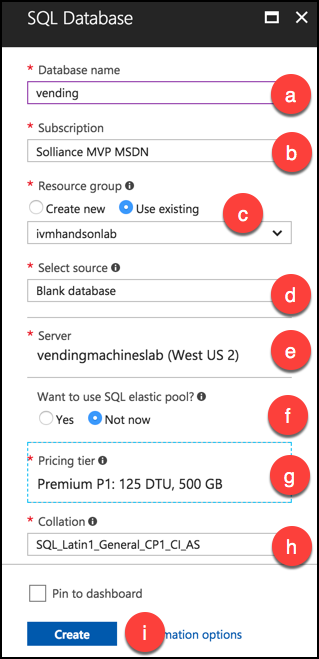 SQL Database
* Database name
vending
a
* Subscription
Solliance MVP MSDN
b
* Resource group
Create new Use existing
c
ivmhandsonlab
* Select source
Blank database
d
* Server
vendingmachineslab (West US 2)
e
Want to use SQL elastic pool?
Yes Not now
f
* Pricing tier
Premium P1: 125 DTU, 500 GB
g
* Collation
SQL_Latin1_General_CP1_CI_AS
h
Pin to dashboard
Create i mation options